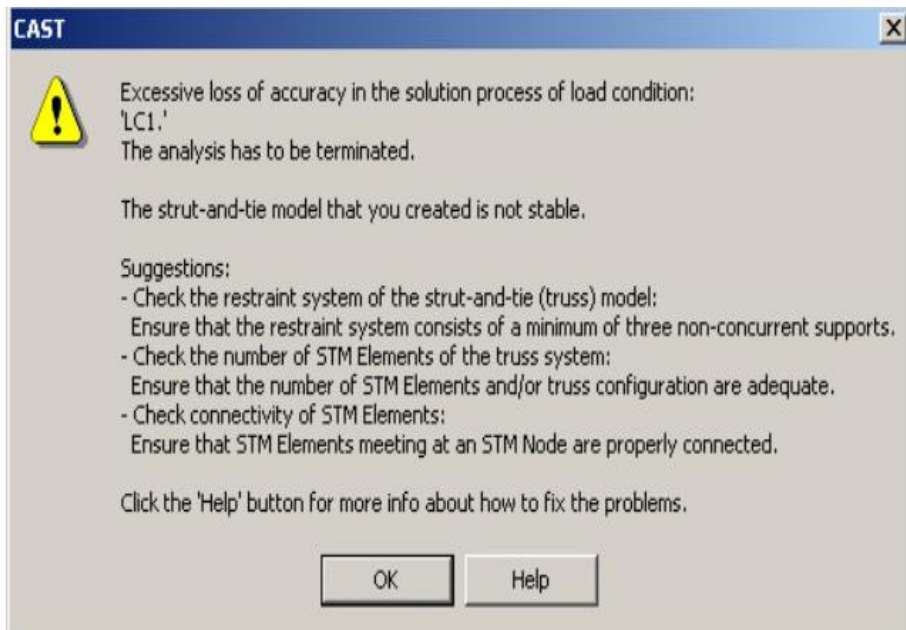 CAST
Excessive loss of accuracy in the solution process of load condition:
'LC1.'
The analysis has to be terminated.
The strut-and-tie model that you created is not stable.
Suggestions:
- Check the restraint system of the strut-and-tie (truss) model:
Ensure that the restraint system consists of a minimum of three non-concurrent supports.
- Check the number of STM Elements of the truss system:
Ensure that the number of STM Elements and/or truss configuration are adequate.
- Check connectivity of STM Elements:
Ensure that STM Elements meeting at an STM Node are properly connected.
Click the 'Help' button for more info about how to fix the problems.
OK Help